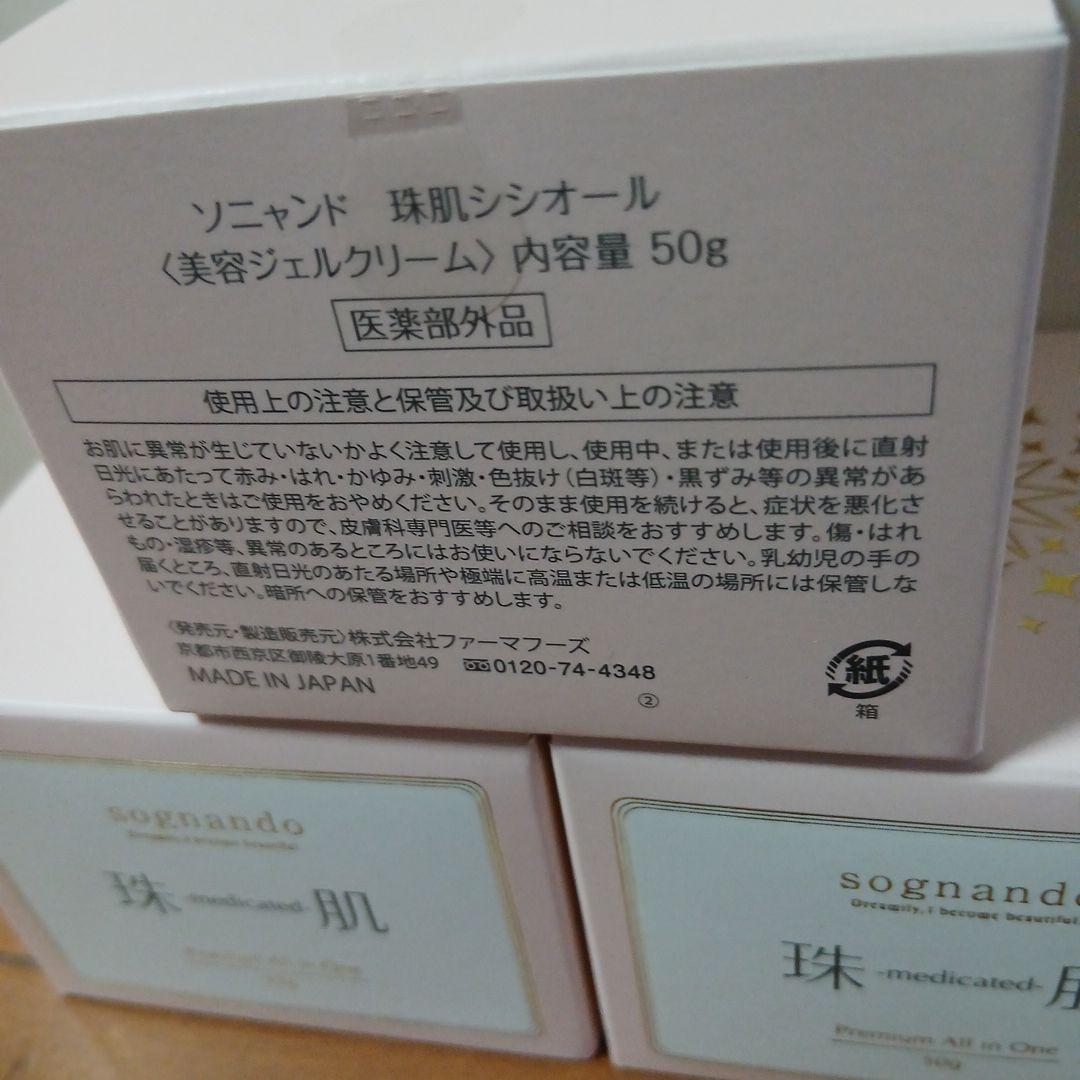 ソニャンド 珠肌シシオール
〈美容ジェルクリーム〉 内容量 50g
医薬部外品
使用上の注意と保管及び取扱い上の注意
お肌に異常が生じていないかよく注意して使用し、使用中、または使用後に直射
日光にあたって赤み・はれ・かゆみ・刺激・色抜け（白斑等）・黒ずみ等の異常があ
らわれたときはご使用をおやめください。そのまま使用を続けると、症状を悪化さ
せることがありますので、皮膚科専門医等へのご相談をおすすめします。傷・はれ
もの・湿疹等、異常のあるところにはお使いにならないでください。乳幼児の手の
届くところ、直射日光のあたる場所や極端に高温または低温の場所には保管しな
いでください。暗所への保管をおすすめします。
〈発売元・製造販売元〉株式会社ファーマフーズ
京都市西京区御陵大原1番地49 0120-74-4348
MADE IN JAPAN
②
紙
箱
sognando
Dreamily, I become beautiful
珠 -medicated- 肌
Premium All in One
50g
sognando
Dreamily, I become beautiful
珠 -medicated- 肌
Premium All in One
50g